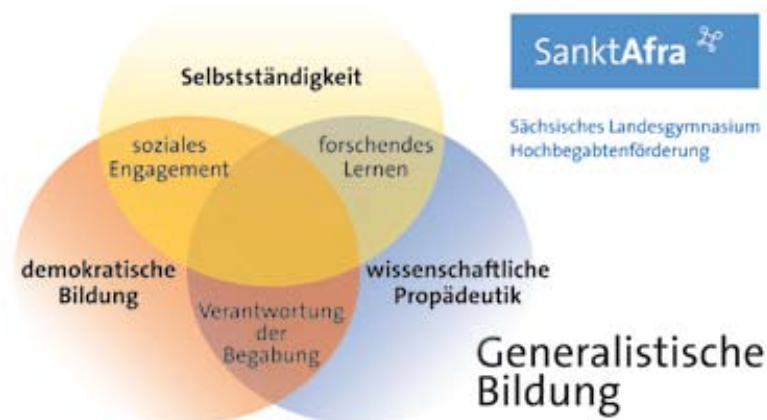 Selbstständigkeit
soziales
Engagement
forschendes
Lernen
demokratische
Bildung
wissenschaftliche
Propädeutik
Verantwortung
der
Begabung
SanktAfra
Sächsisches Landesgymnasium
Hochbegabtenförderung
Generalistische
Bildung